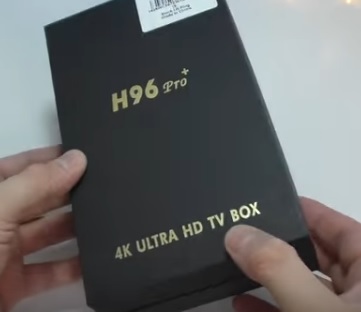 H96 Pro+
4K ULTRA HD TV BOX